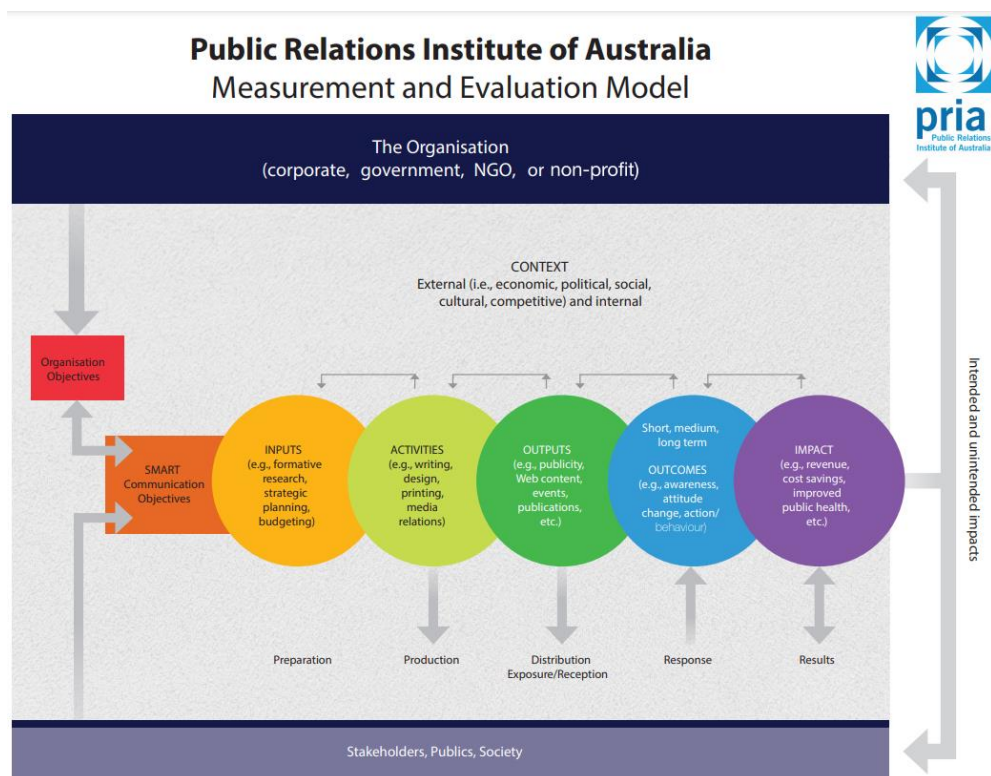 Public Relations Institute of Australia
Measurement and Evaluation Model
pria
Public Relations
Institute of Australia
The Organisation
(corporate, government, NGO, or non-profit)
CONTEXT
External (i.e., economic, political, social,
cultural, competitive) and internal
Organisation
Objectives
SMART
Communication
Objectives
INPUTS
(e.g., formative
research,
strategic
planning,
budgeting)
ACTIVITIES
(e.g., writing,
design,
printing,
media
relations)
OUTPUTS
(e.g., publicity,
Web content,
events,
publications,
etc.)
Short, medium,
long term
OUTCOMES
(e.g., awareness,
attitude
change, action/
behaviour)
IMPACT
(e.g., revenue,
cost savings,
improved
public health,
etc.)
Intended and unintended impacts
Preparation
Production
Distribution
Exposure/Reception
Response
Results
Stakeholders, Publics, Society